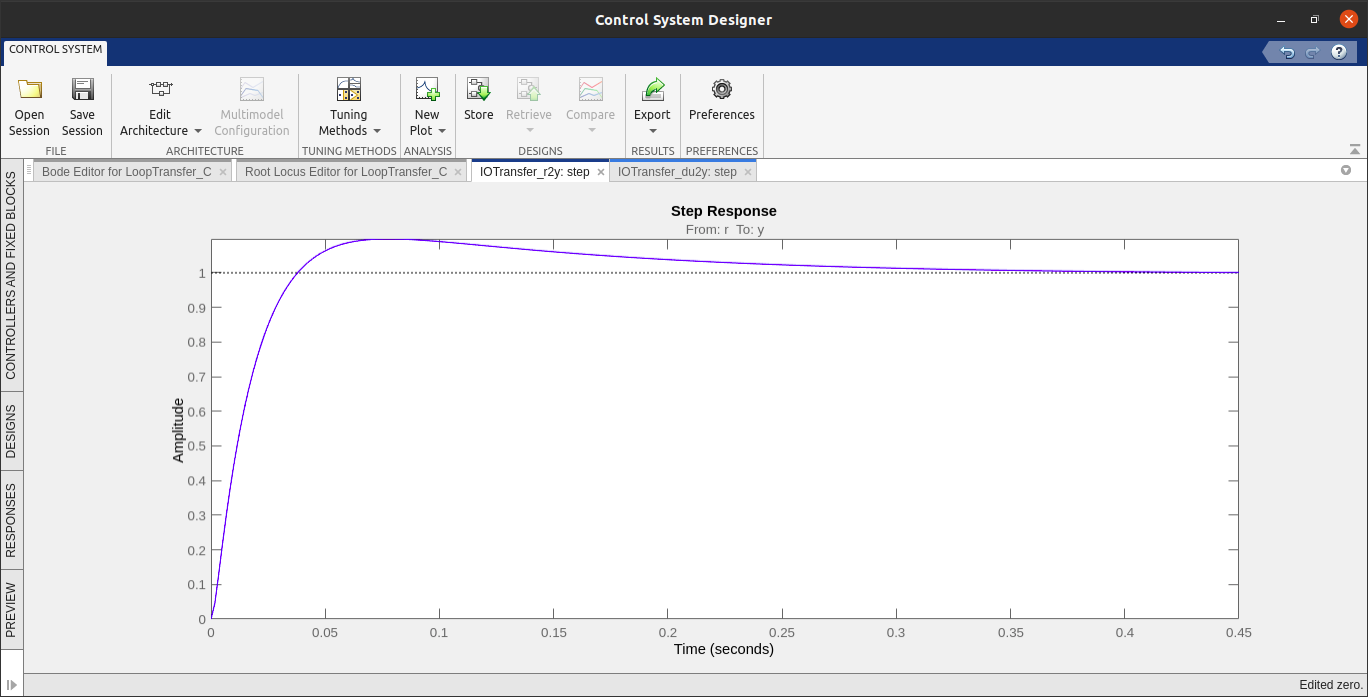 Control System Designer
CONTROL SYSTEM
?
Open Session
Save Session
Edit Architecture
Multimodel Configuration
Tuning Methods
New Plot
Store
Retrieve
Compare
Export
Preferences
FILE
ARCHITECTURE
TUNING METHODS
ANALYSIS
DESIGNS
RESULTS
PREFERENCES
Bode Editor for LoopTransfer_C
Root Locus Editor for LoopTransfer_C
IOTransfer_r2y: step
IOTransfer_du2y: step
CONTROLLERS AND FIXED BLOCKS
DESIGNS
RESPONSES
PREVIEW
Step Response
From: r To: y
Amplitude
1
0.9
0.8
0.7
0.6
0.5
0.4
0.3
0.2
0.1
0
0 0.05 0.1 0.15 0.2 0.25 0.3 0.35 0.4 0.45
Time (seconds)
Edited zero.